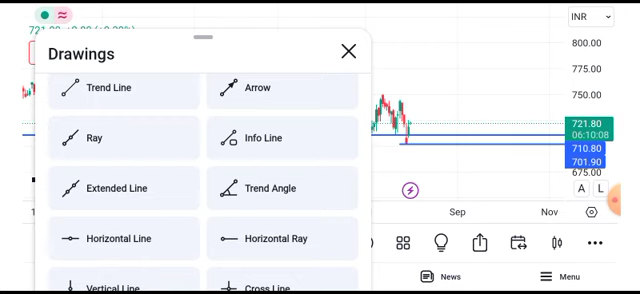 INR
Drawings
Trend Line
Arrow
Ray
Info Line
Extended Line
Trend Angle
Horizontal Line
Horizontal Ray
Vertical Line
Cross Line
800.00
775.00
750.00
721.80
06:10:08
710.80
701.90
675.00
A
L
Sep
Nov
News
Menu